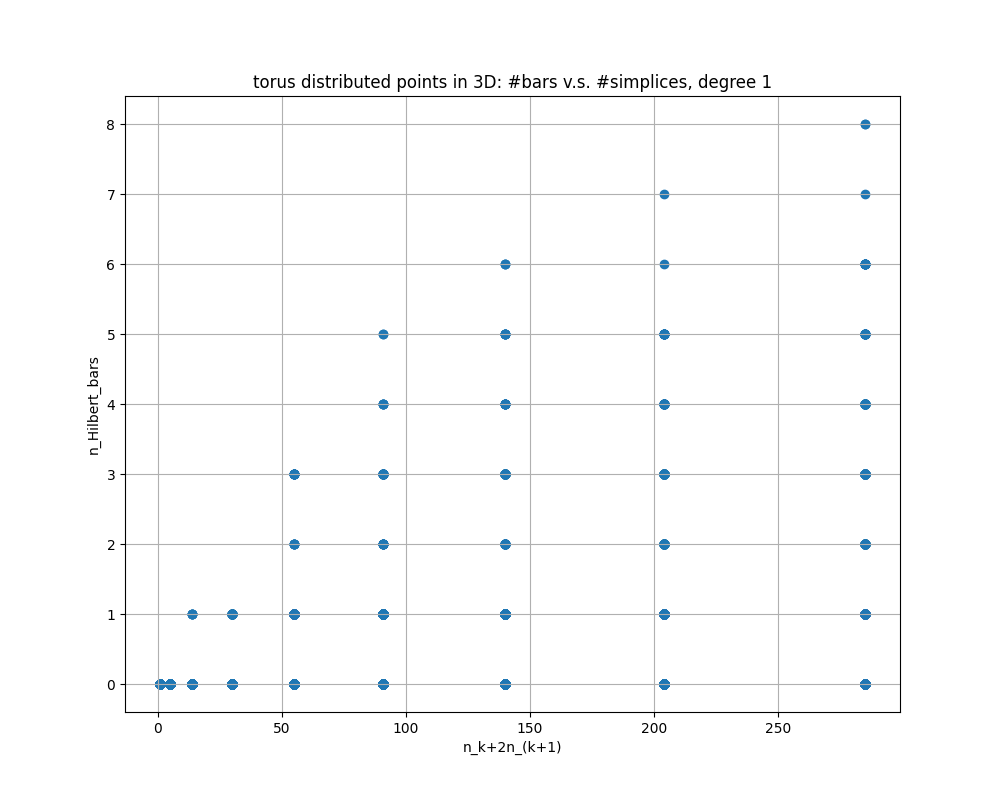 torus distributed points in 3D: #bars v.s. #simplices, degree 1
8
7
6
5
4
3
2
1
0
n_Hilbert_bars
0 50 100 150 200 250
n_k+2n_(k+1)